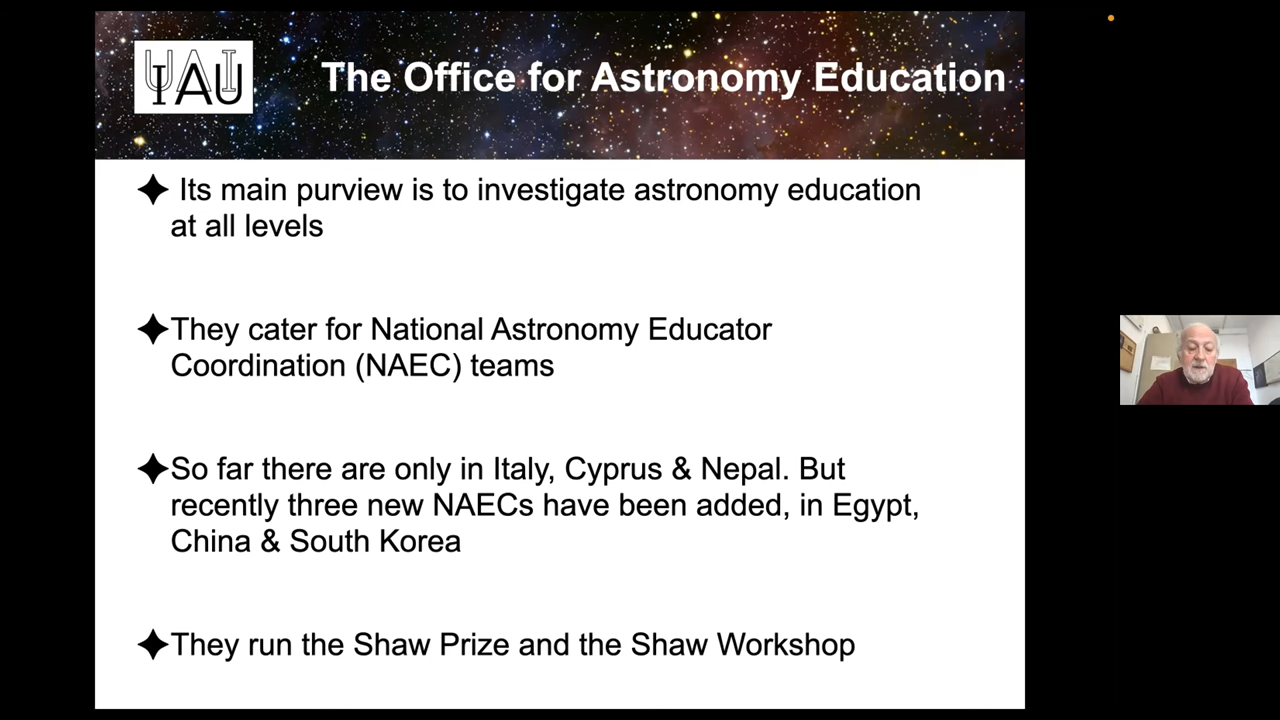 IAU
The Office for Astronomy Education
Its main purview is to investigate astronomy education
at all levels
They cater for National Astronomy Educator
Coordination (NAEC) teams
So far there are only in Italy, Cyprus & Nepal. But
recently three new NAECs have been added, in Egypt,
China & South Korea
They run the Shaw Prize and the Shaw Workshop